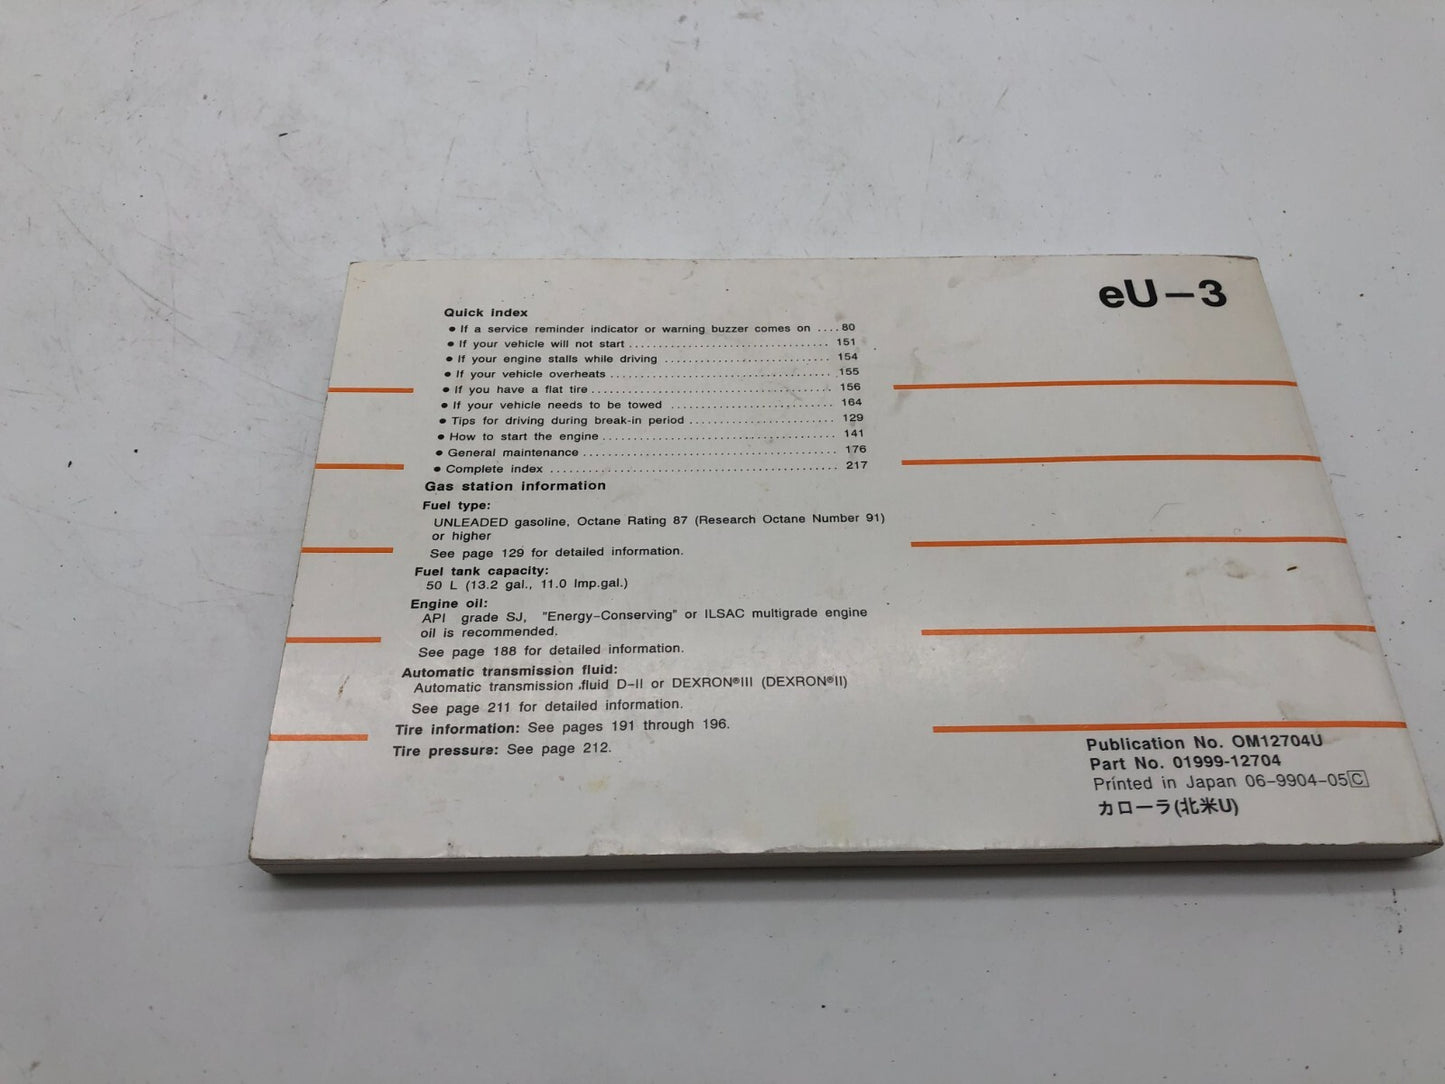 eU−3
Quick index
● If a service reminder indicator or warning buzzer comes on ....80
● If your vehicle will not start ................................. 151
● If your engine stalls while driving ............................ 154
● If your vehicle overheats ..................................... 155
● If you have a flat tire ........................................ 156
● If your vehicle needs to be towed ........................... 164
● Tips for driving during break-in period ........................ 129
● How to start the engine ....................................... 141
● General maintenance .......................................... 176
● Complete index ................................................ 217
Gas station information
Fuel type:
UNLEADED gasoline, Octane Rating 87 (Research Octane Number 91)
or higher
See page 129 for detailed information.
Fuel tank capacity:
50 L (13.2 gal., 11.0 Imp.gal.)
Engine oil:
API grade SJ, "Energy−Conserving" or ILSAC multigrade engine
oil is recommended.
See page 188 for detailed information.
Automatic transmission fluid:
Automatic transmission fluid D−II or DEXRON®III (DEXRON®II)
See page 211 for detailed information.
Tire information: See pages 191 through 196.
Tire pressure: See page 212.
Publication No. OM12704U
Part No. 01999-12704
Printed in Japan 06−9904−05 C
カローラ(北米U)